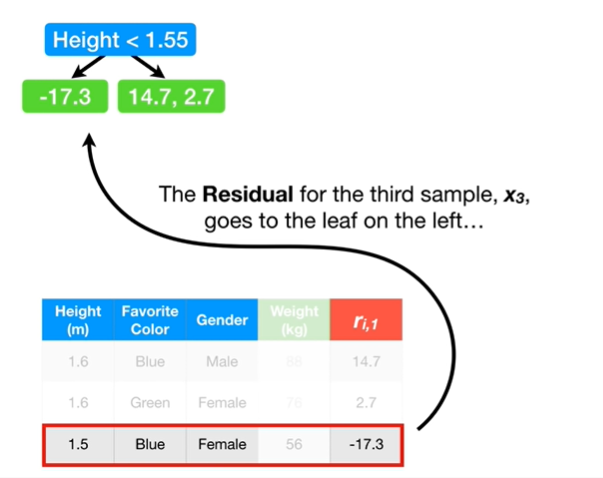 Height < 1.55
-17.3 14.7, 2.7
The Residual for the third sample, x3,
goes to the leaf on the left...
Height (m) Favorite Color Gender Weight (kg) ri,1
1.6 Blue Male 88 14.7
1.6 Green Female 76 2.7
1.5 Blue Female 56 -17.3